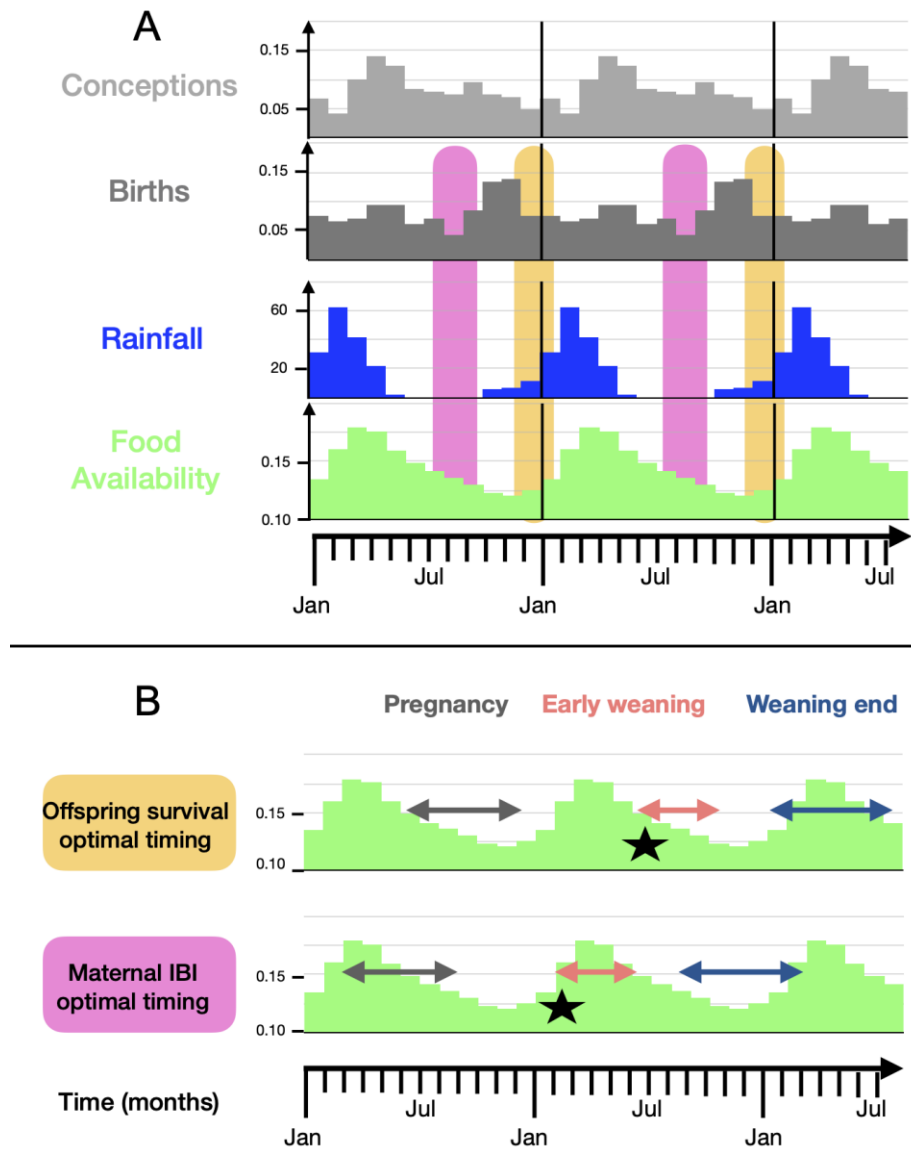 A
Conceptions
0.15
0.05
Births
0.15
0.05
Rainfall
60
20
Food
Availability
0.15
0.10
Jul
Jul
Jul
Jan
Jan
Jan
B
Pregnancy
Early weaning
Weaning end
Offspring survival
optimal timing
0.15
0.10
Maternal IBI
optimal timing
0.15
0.10
Time (months)
Jul
Jul
Jul
Jan
Jan
Jan